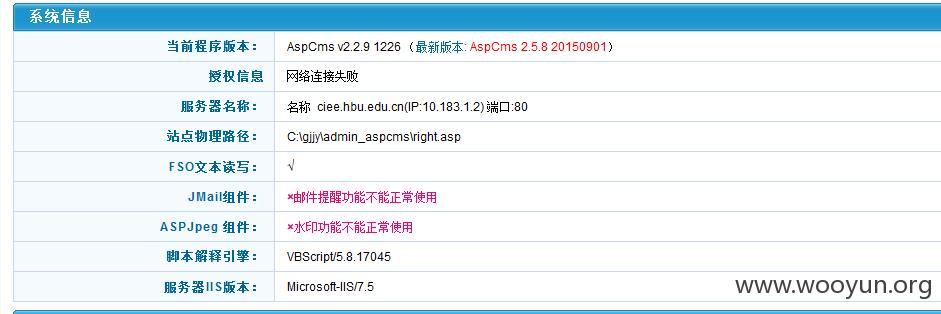 系统信息
当前程序版本： AspCms v2.2.9 1226（最新版本: AspCms 2.5.8 20150901）
授权信息 网络连接失败
服务器名称： 名称 ciee.hbu.edu.cn(IP:10.183.1.2) 端口:80
站点物理路径： C:\gjjy\admin_aspcms\right.asp
FSO文本读写： √
JMail组件： ×邮件提醒功能不能正常使用
ASPJpeg 组件： ×水印功能不能正常使用
脚本解释引擎： VBScript/5.8.17045
服务器IIS版本： Microsoft-IIS/7.5
www.wooyun.org